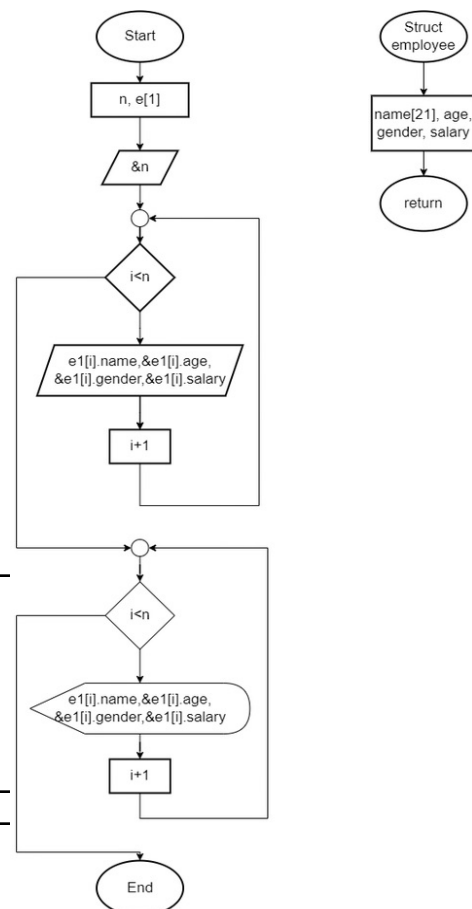 Start
n, e[1]
&n
i<n
e1[i].name,&e1[i].age,
&e1[i].gender,&e1[i].salary
i+1
i<n
e1[i].name,&e1[i].age,
&e1[i].gender,&e1[i].salary
i+1
End
Struct
employee
name[21], age,
gender, salary
return